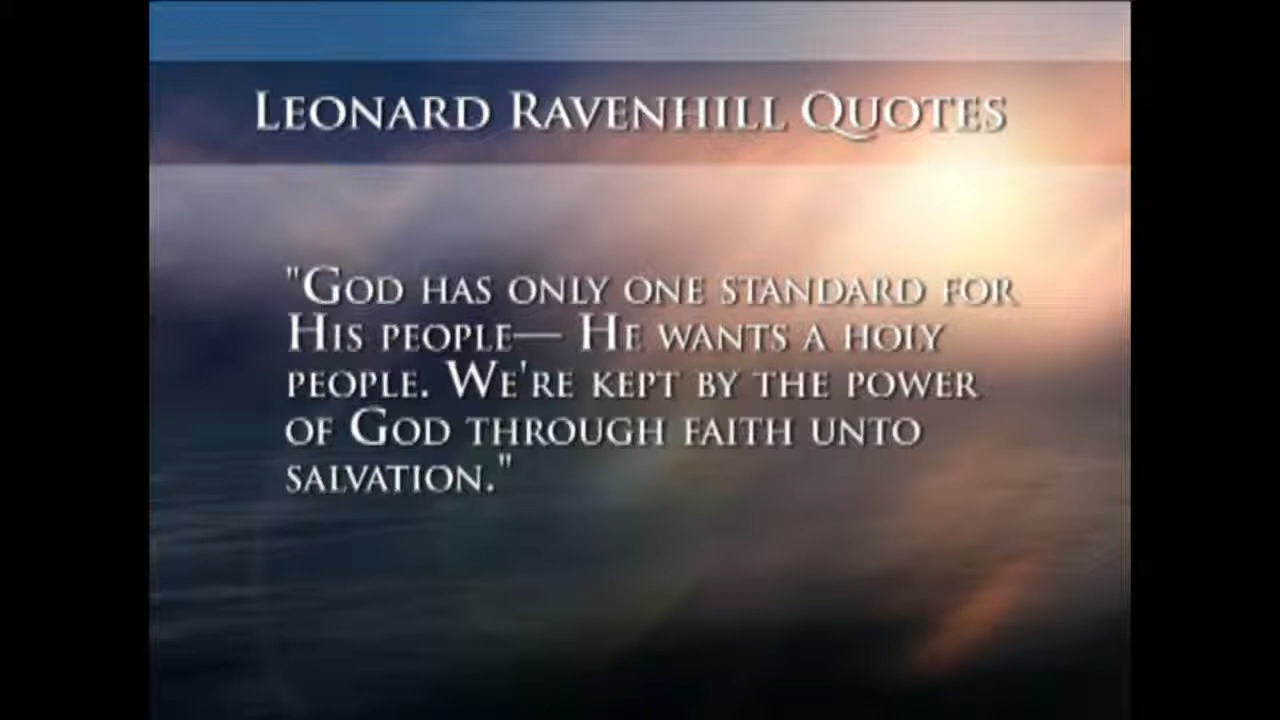 Leonard Ravenhill Quotes
"God has only one standard for
His people— He wants a holy
people. We're kept by the power
of God through faith unto
salvation."